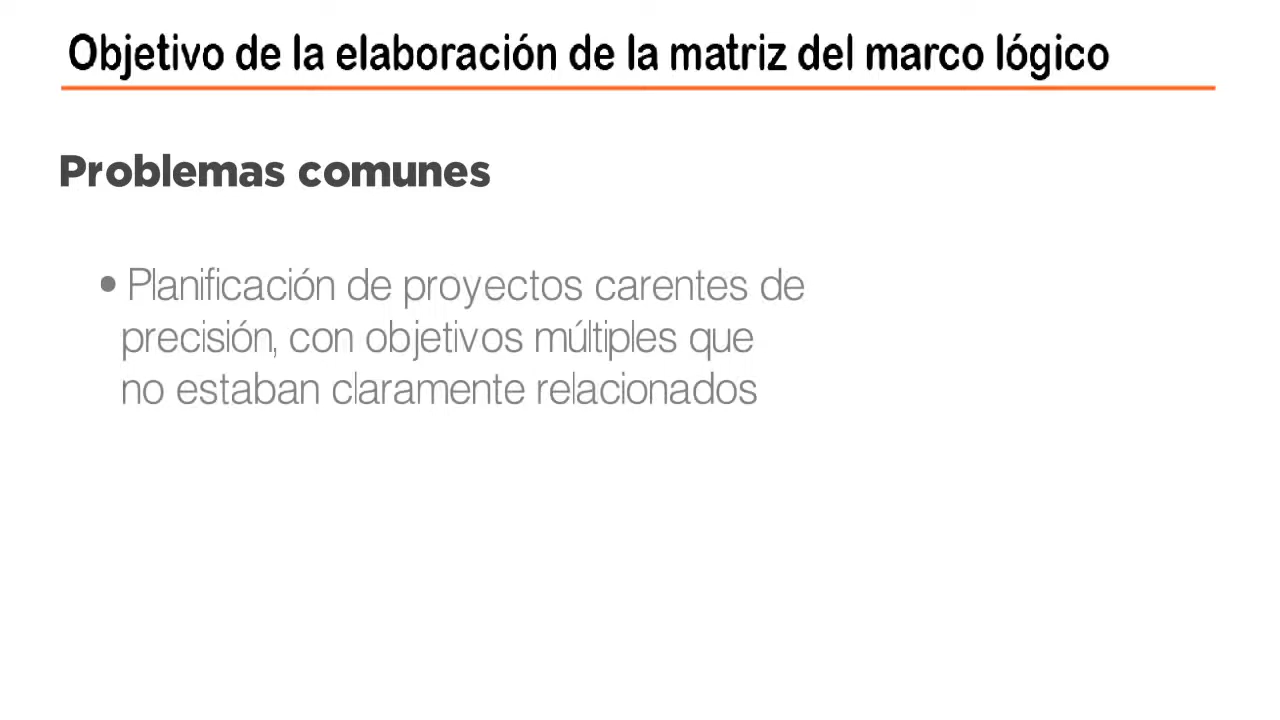 Objetivo de la elaboración de la matriz del marco lógico
Problemas comunes
• Planificación de proyectos carentes de
precisión, con objetivos múltiples que
no estaban claramente relacionados